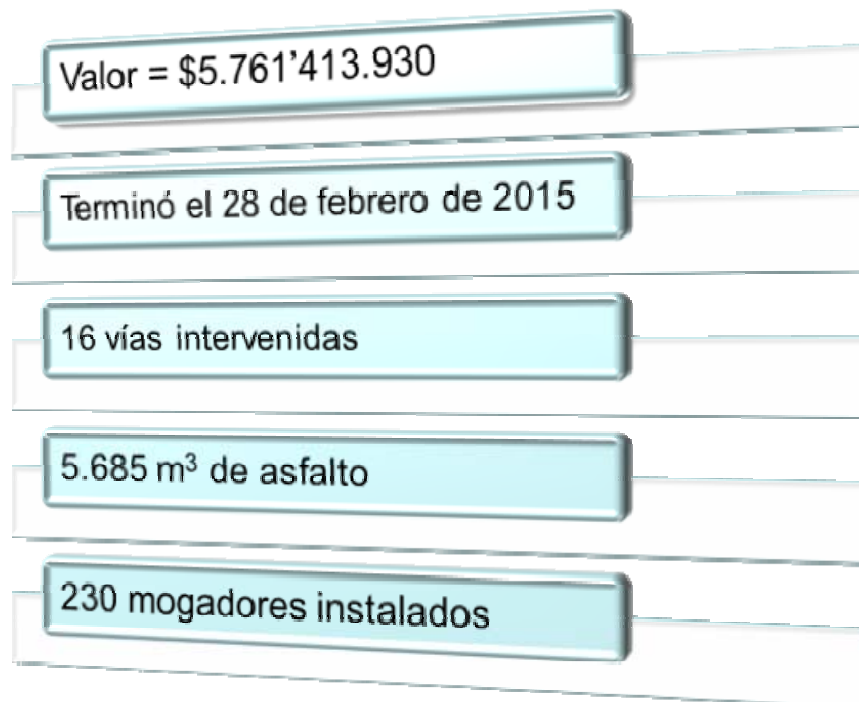 Valor = $5.761’413.930
Terminó el 28 de febrero de 2015
16 vías intervenidas
5.685 m³ de asfalto
230 mogadores instalados